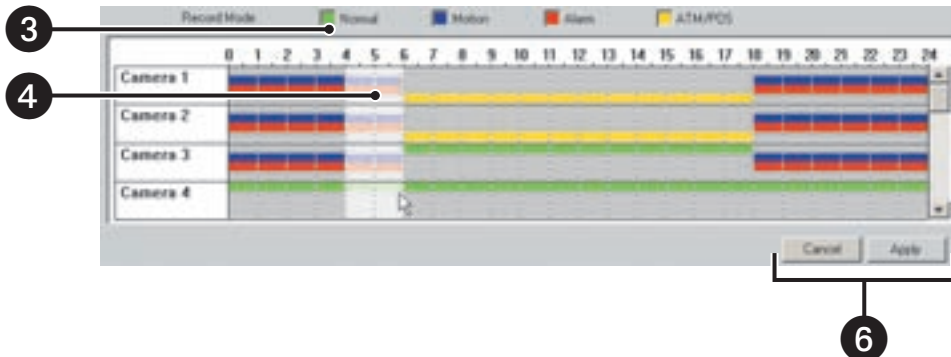 Record Mode Normal Motion Alarm ATM/POS
3
0 1 2 3 4 5 6 7 8 9 10 11 12 13 14 15 16 17 18 19 20 21 22 23 24
Camera 1
4
Camera 2
Camera 3
Camera 4
Cancel Apply
6